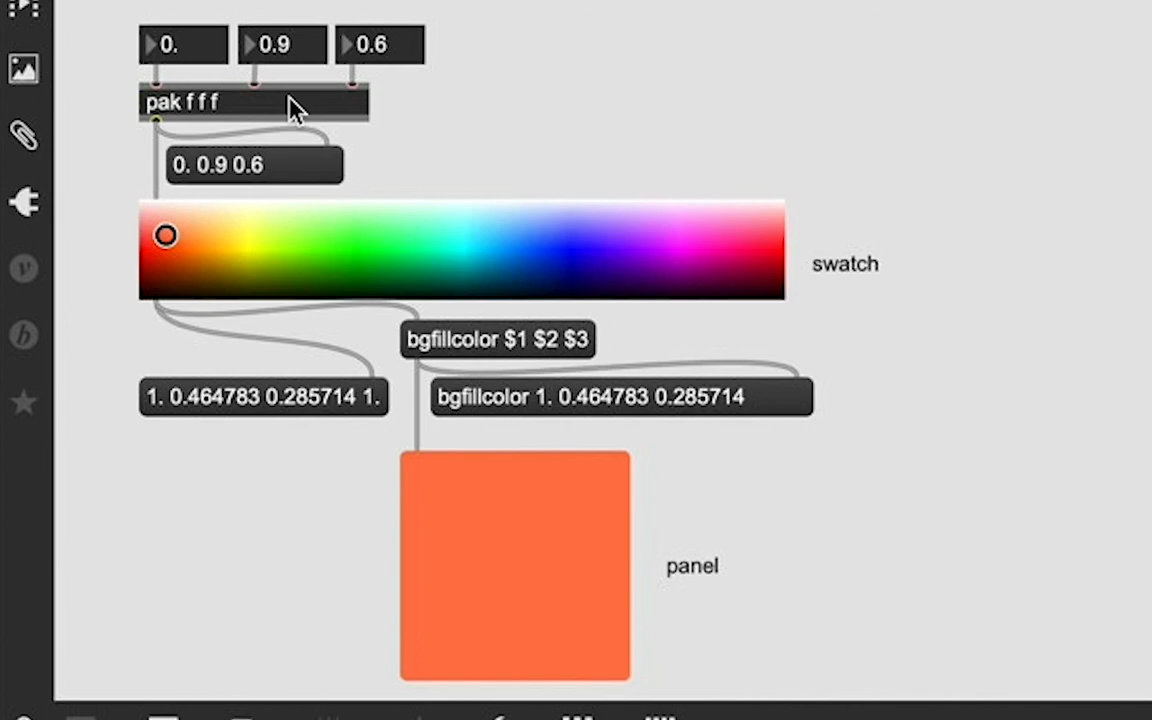 0.
0.9
0.6
pak f f f
0. 0.9 0.6
swatch
bgfillcolor $1 $2 $3
1. 0.464783 0.285714 1.
bgfillcolor 1. 0.464783 0.285714
panel